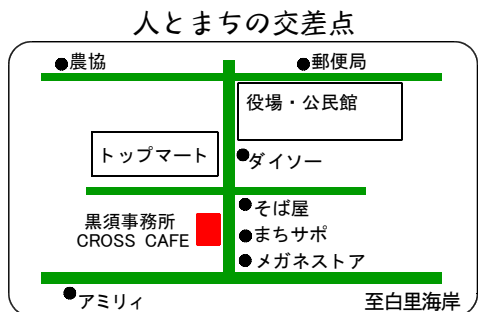 人とまちの交差点
●農協
●郵便局
役場・公民館
トップマート
●ダイソー
●そば屋
黒須事務所
CROSS CAFE
●まちサポ
●メガネストア
●アミリィ
至白里海岸